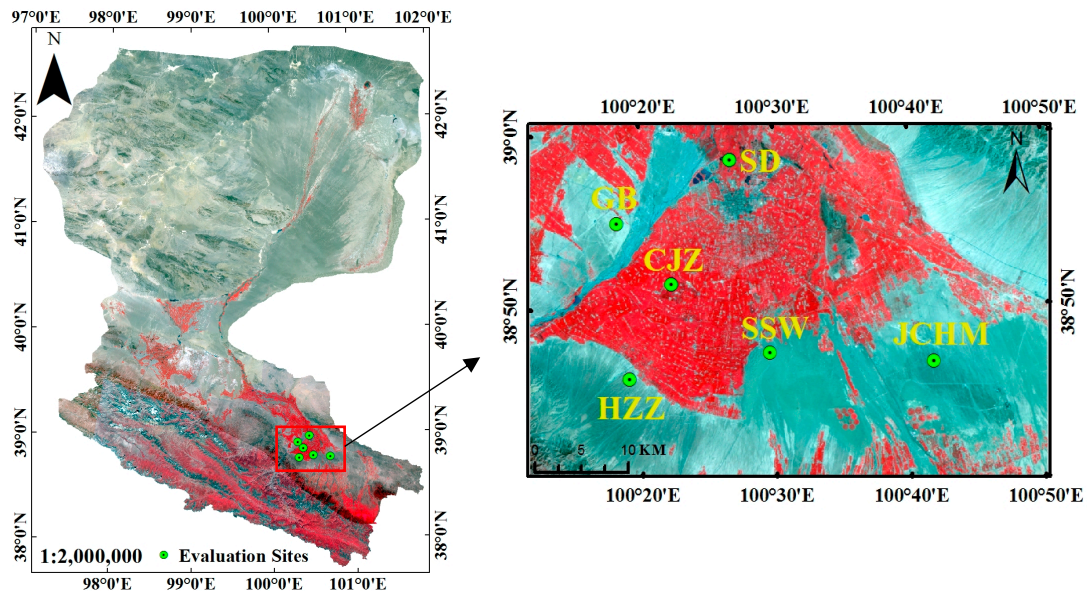 97°0'E 98°0'E 99°0'E 100°0'E 101°0'E 102°0'E
N
42°0'N
42°0'N
41°0'N
41°0'N
40°0'N
40°0'N
39°0'N
39°0'N
38°0'N
38°0'N
1:2,000,000 Evaluation Sites
98°0'E 99°0'E 100°0'E 101°0'E
100°20'E 100°30'E 100°40'E 100°50'E
39°0'N
N
SD
GB
CJZ
38°50'N
38°50'N
SSW
JCHM
HZZ
0 5 10 KM
100°20'E 100°30'E 100°40'E 100°50'E